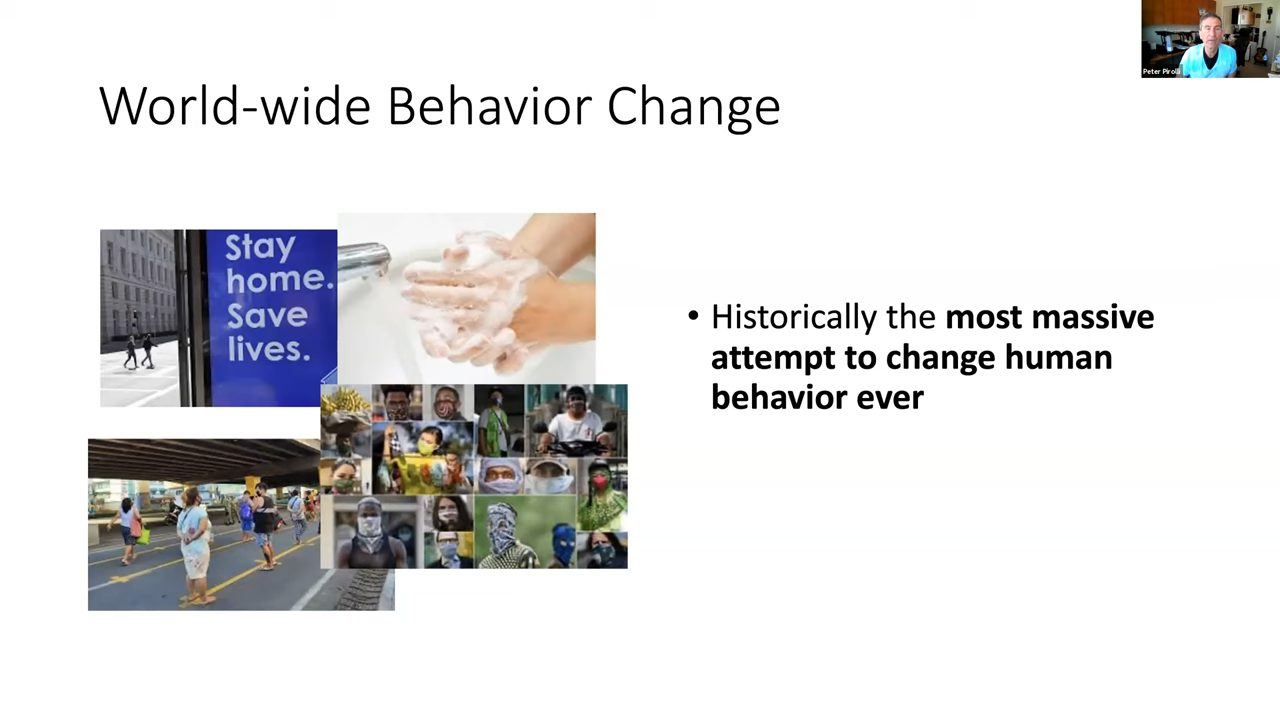 Peter Pirolli
World-wide Behavior Change
Stay
home.
Save
lives.
• Historically the most massive
attempt to change human
behavior ever